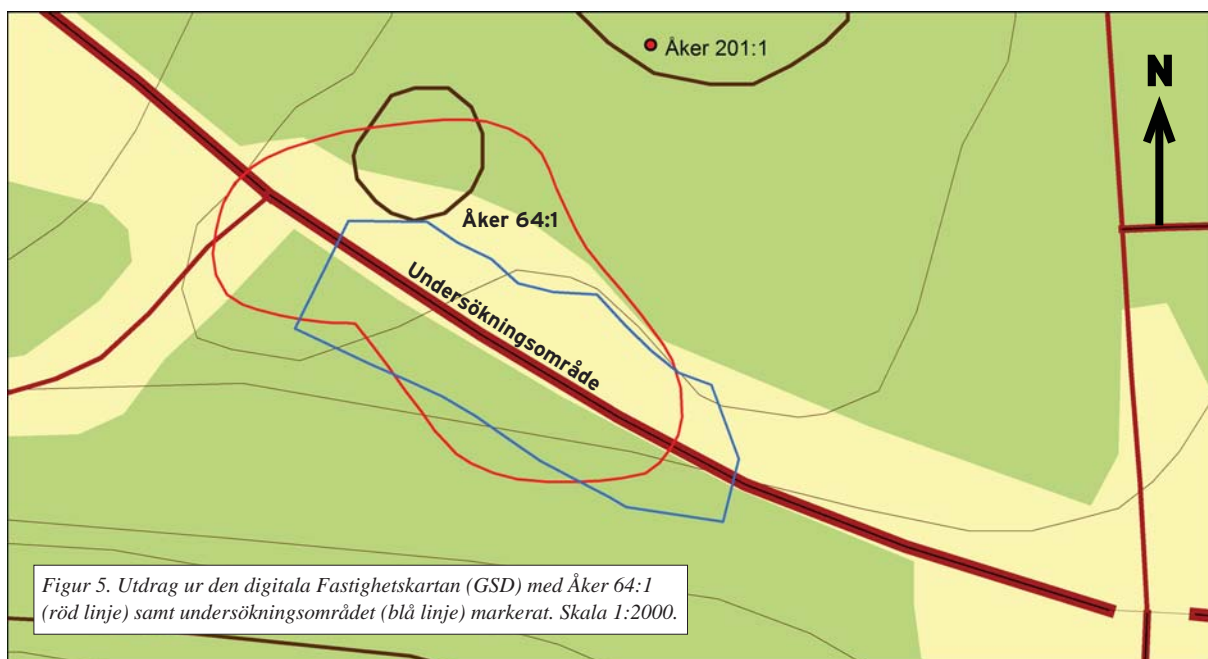 Åker 201:1
N
Åker 64:1
Undersökningsområde
Figur 5. Utdrag ur den digitala Fastighetskartan (GSD) med Åker 64:1
(röd linje) samt undersökningsområdet (blå linje) markerat. Skala 1:2000.